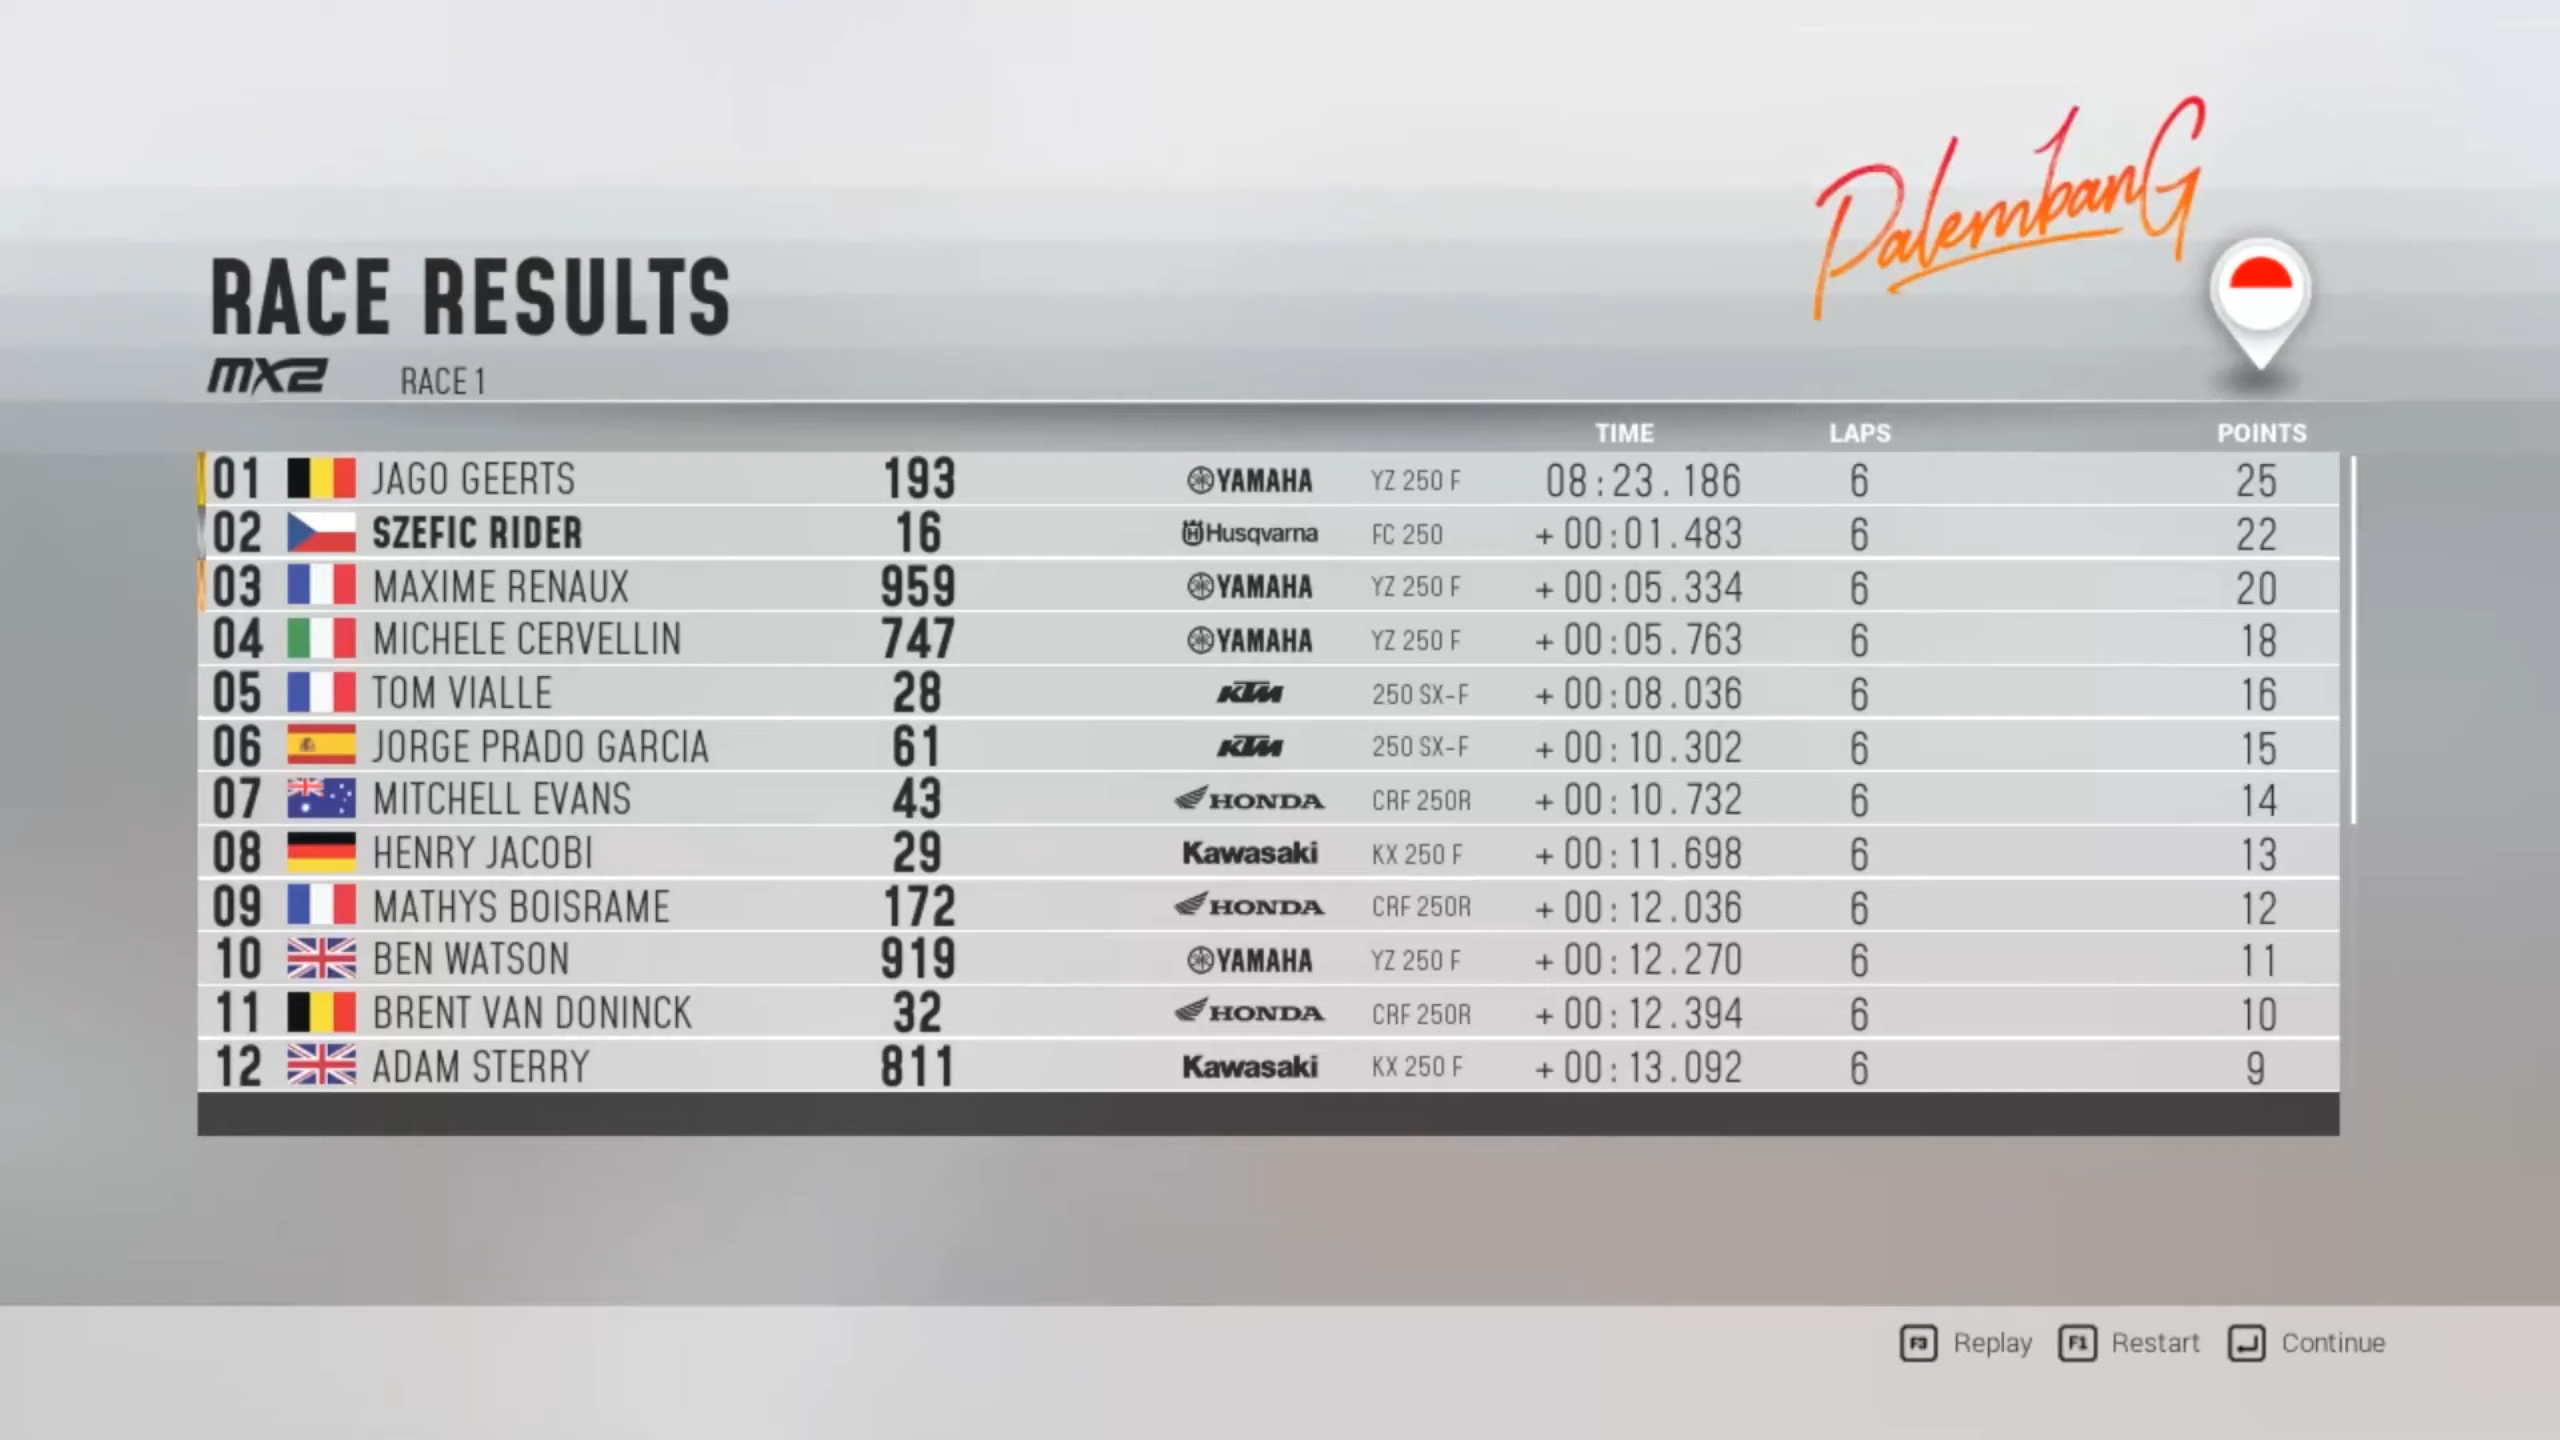 PalembanG
RACE RESULTS
MX2 RACE 1
TIME LAPS POINTS
01 JAGO GEERTS 193 YAMAHA YZ 250 F 08:23.186 6 25
02 SZEFIC RIDER 16 Husqvarna FC 250 + 00:01.483 6 22
03 MAXIME RENAUX 959 YAMAHA YZ 250 F + 00:05.334 6 20
04 MICHELE CERVELLIN 747 YAMAHA YZ 250 F + 00:05.763 6 18
05 TOM VIALLE 28 KTM 250 SX-F + 00:08.036 6 16
06 JORGE PRADO GARCIA 61 KTM 250 SX-F + 00:10.302 6 15
07 MITCHELL EVANS 43 HONDA CRF 250R + 00:10.732 6 14
08 HENRY JACOBI 29 Kawasaki KX 250 F + 00:11.698 6 13
09 MATHYS BOISRAME 172 HONDA CRF 250R + 00:12.036 6 12
10 BEN WATSON 919 YAMAHA YZ 250 F + 00:12.270 6 11
11 BRENT VAN DONINCK 32 HONDA CRF 250R + 00:12.394 6 10
12 ADAM STERRY 811 Kawasaki KX 250 F + 00:13.092 6 9
F3 Replay F1 Restart Continue